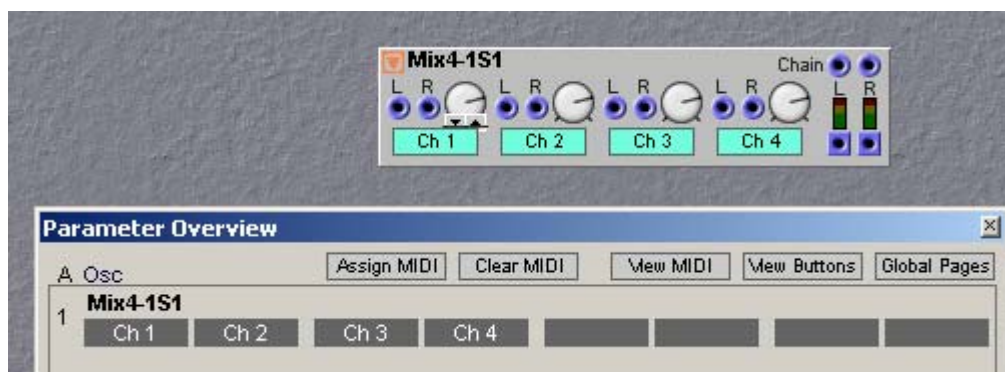 Mix4-1S1
Chain
L R L R L R L R L R
Ch 1 Ch 2 Ch 3 Ch 4
Parameter Overview
A Osc Assign MIDI Clear MIDI View MIDI View Buttons Global Pages
Mix4-1S1
1
Ch 1 Ch 2 Ch 3 Ch 4